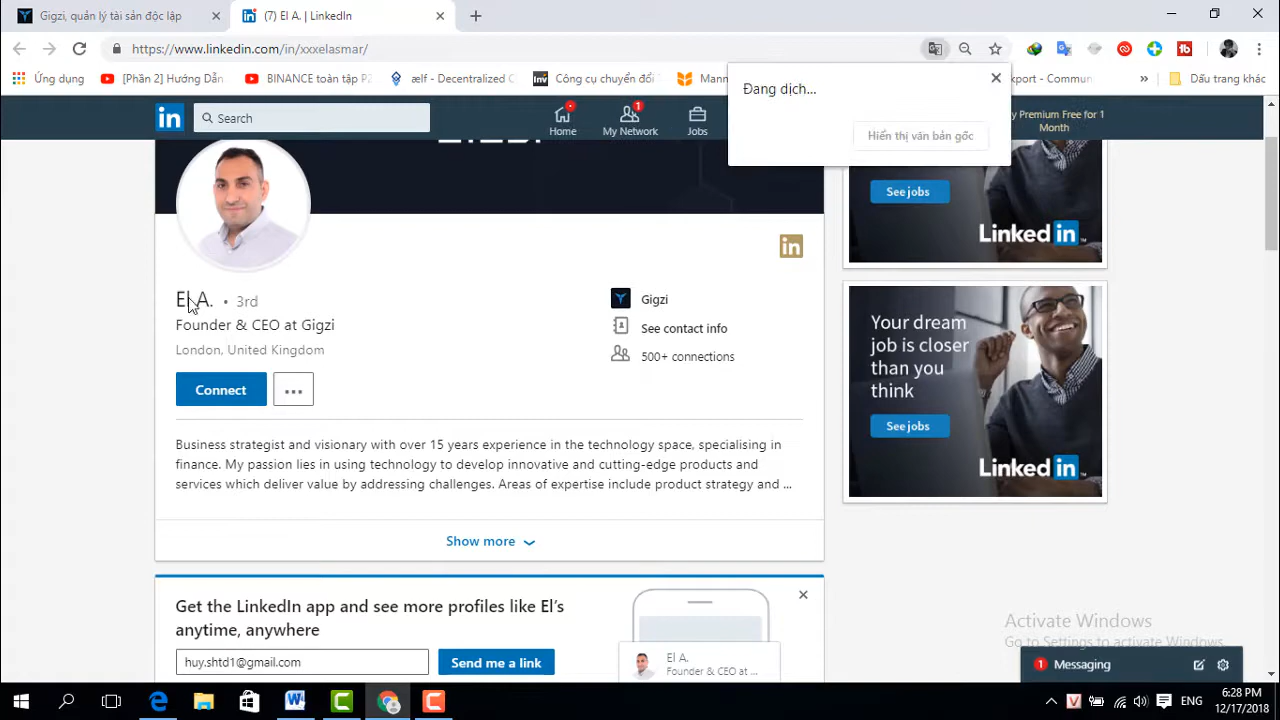 Gigzi, quản lý tài sản độc lập
(7) El A. | LinkedIn
https://www.linkedin.com/in/xxxelasmar/
Ứng dụng
[Phần 2] Hướng Dẫn
BINANCE toàn tập P
ælf - Decentralized C
Inv
Công cụ chuyển đổi
Mann
port - Commun
»
Dấu trang khác
Đang dịch...
Hiển thị văn bản gốc
in
Search
Home
1
My Network
Jobs
y Premium Free for 1
Month
See jobs
Linked in
in
El A. • 3rd
Gigzi
Founder & CEO at Gigzi
See contact info
London, United Kingdom
500+ connections
Connect
...
Your dream
job is closer
than you
think
See jobs
Linked in
Business strategist and visionary with over 15 years experience in the technology space, specialising in
finance. My passion lies in using technology to develop innovative and cutting-edge products and
services which deliver value by addressing challenges. Areas of expertise include product strategy and ...
Show more
Get the LinkedIn app and see more profiles like El’s
anytime, anywhere
huy.shtd1@gmail.com
Send me a link
El A.
Founder & CEO at ...
Activate Windows
Go to Settings to activate Windows.
1
Messaging
ENG
6:28 PM
12/17/2018